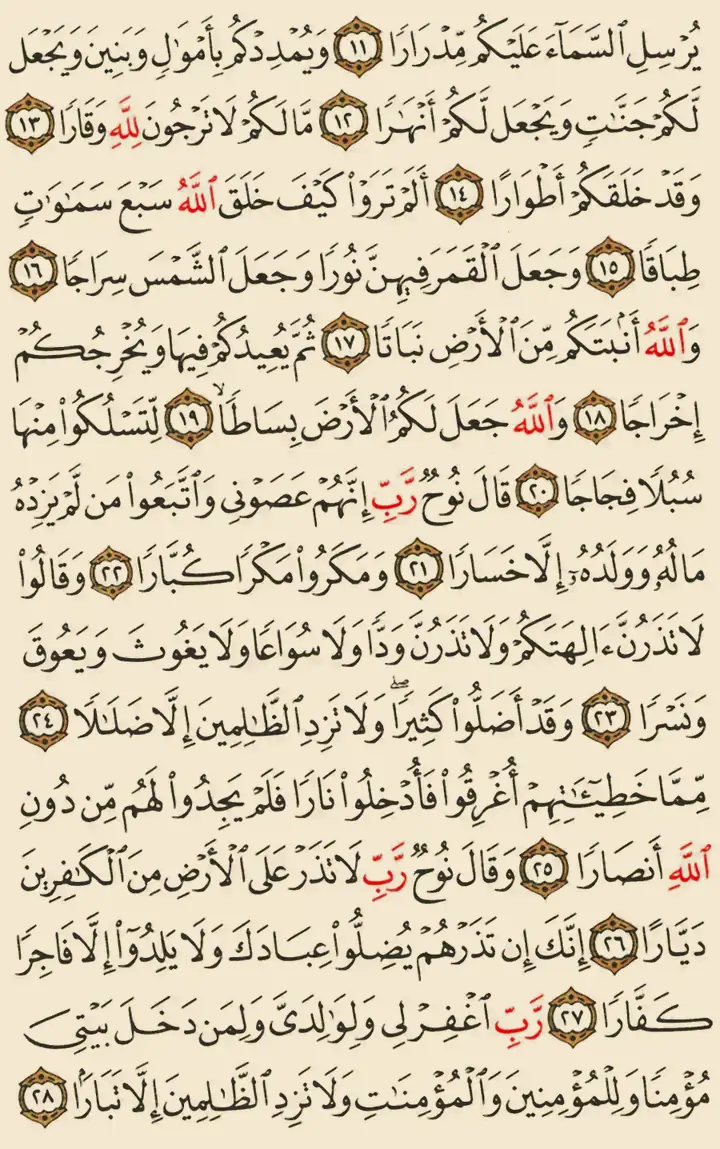 يُرْسِلِ ٱلسَّمَآءَ عَلَيْكُم مِّدْرَارًا ١١ وَيُمْدِدْكُم بِأَمْوَٰلٍ وَبَنِينَ وَيَجْعَل
لَّكُمْ جَنَّٰتٍ وَيَجْعَل لَّكُمْ أَنْهَٰرًا ١٢ مَّا لَكُمْ لَا تَرْجُونَ لِلَّهِ وَقَارًا ١٣
وَقَدْ خَلَقَكُمْ أَطْوَارًا ١٤ أَلَمْ تَرَوْا۟ كَيْفَ خَلَقَ ٱللَّهُ سَبْعَ سَمَٰوَٰتٍ
طِبَاقًا ١٥ وَجَعَلَ ٱلْقَمَرَ فِيهِنَّ نُورًا وَجَعَلَ ٱلشَّمْسَ سِرَاجًا ١٦
وَٱللَّهُ أَنۢبَتَكُم مِّنَ ٱلْأَرْضِ نَبَاتًا ١٧ ثُمَّ يُعِيدُكُمْ فِيهَا وَيُخْرِجُكُمْ
إِخْرَاجًا ١٨ وَٱللَّهُ جَعَلَ لَكُمُ ٱلْأَرْضَ بِسَاطًا ۙ ١٩ لِّتَسْلُكُوا۟ مِنْهَا
سُبُلًا فِجَاجًا ٢٠ قَالَ نُوحٌ رَّبِّ إِنَّهُمْ عَصَوْنِى وَٱتَّبَعُوا۟ مَن لَّمْ يَزِدْهُ
مَالُهُۥ وَوَلَدُهُۥٓ إِلَّا خَسَارًا ٢١ وَمَكَرُوا۟ مَكْرًا كُبَّارًا ٢٢ وَقَالُوا۟
لَا تَذَرُنَّ ءَالِهَتَكُمْ وَلَا تَذَرُنَّ وَدًّا وَلَا سُوَاعًا وَلَا يَغُوثَ وَيَعُوقَ
وَنَسْرًا ٢٣ وَقَدْ أَضَلُّوا۟ كَثِيرًا ۖ وَلَا تَزِدِ ٱلظَّٰلِمِينَ إِلَّا ضَلَٰلًا ٢٤
مِّمَّا خَطِيٓـَٰٔتِهِمْ أُغْرِقُوا۟ فَأُدْخِلُوا۟ نَارًا فَلَمْ يَجِدُوا۟ لَهُم مِّن دُونِ
ٱللَّهِ أَنصَارًا ٢٥ وَقَالَ نُوحٌ رَّبِّ لَا تَذَرْ عَلَى ٱلْأَرْضِ مِنَ ٱلْكَٰفِرِينَ
دَيَّارًا ٢٦ إِنَّكَ إِن تَذَرْهُمْ يُضِلُّوا۟ عِبَادَكَ وَلَا يَلِدُوٓا۟ إِلَّا فَاجِرًا
كَفَّارًا ٢٧ رَّبِّ ٱغْفِرْ لِى وَلِوَٰلِدَىَّ وَلِمَن دَخَلَ بَيْتِىَ
مُؤْمِنًا وَلِلْمُؤْمِنِينَ وَٱلْمُؤْمِنَٰتِ وَلَا تَزِدِ ٱلظَّٰلِمِينَ إِلَّا تَبَارًۢا ٢٨